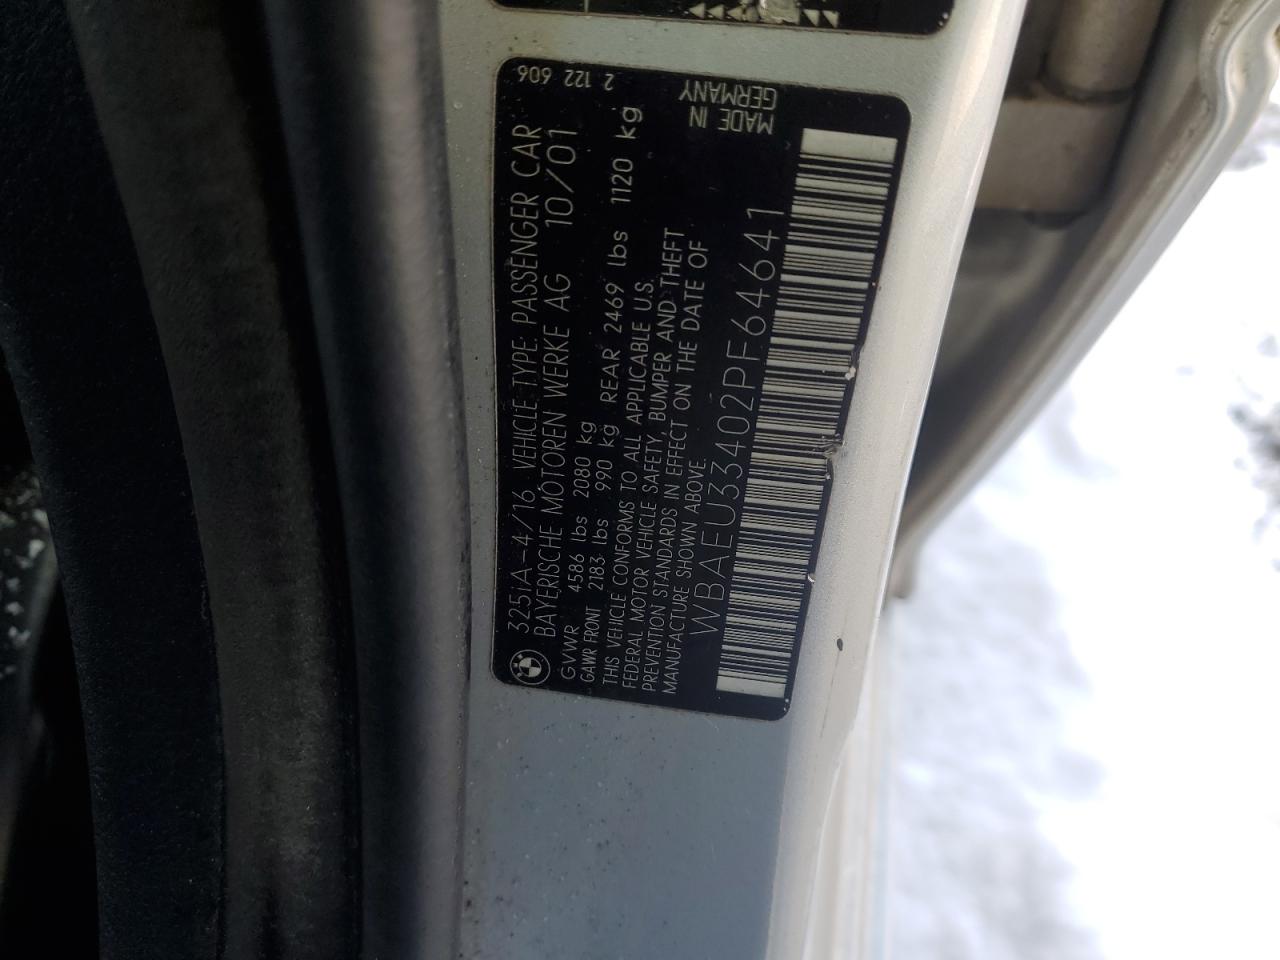 325iA-4/16 VEHICLE TYPE: PASSENGER CAR 2 122 606
BAYERISCHE MOTOREN WERKE AG 10/01
GVWR 4586 lbs 2080 kg
GAWR FRONT 2183 lbs 990 kg REAR 2469 lbs 1120 kg
THIS VEHICLE CONFORMS TO ALL APPLICABLE U.S.
FEDERAL MOTOR VEHICLE SAFETY, BUMPER AND THEFT
PREVENTION STANDARDS IN EFFECT ON THE DATE OF
MANUFACTURE SHOWN ABOVE.
MADE IN
GERMANY
WBAEU33402PF64641